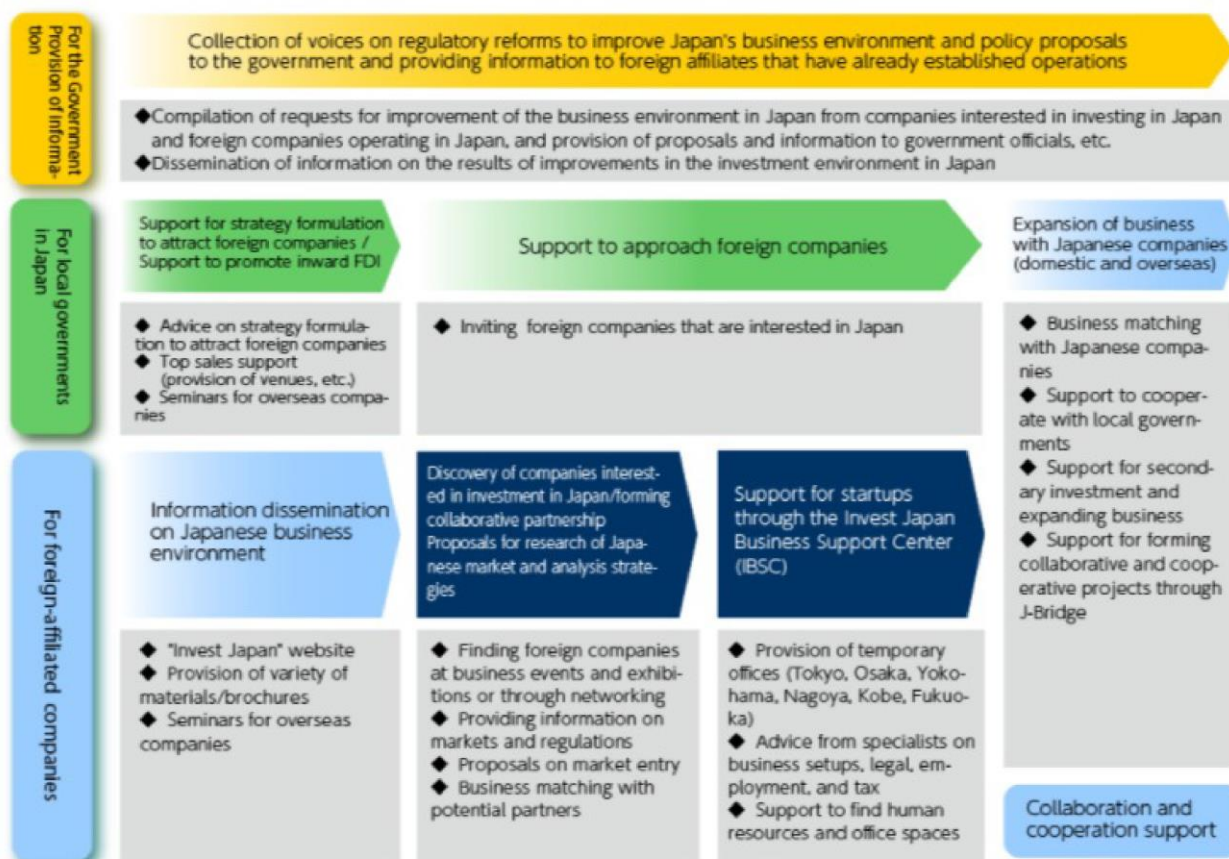 For the Government
Provision of informa-
tion
Collection of voices on regulatory reforms to improve Japan's business environment and policy proposals
to the government and providing information to foreign affiliates that have already established operations
◆Compilation of requests for improvement of the business environment in Japan from companies interested in investing in Japan
and foreign companies operating in Japan, and provision of proposals and information to government officials, etc.
◆Dissemination of information on the results of improvements in the investment environment in Japan
For local governments
in Japan
Support for strategy formulation
to attract foreign companies /
Support to promote inward FDI
◆ Advice on strategy formula-
tion to attract foreign companies
◆ Top sales support
(provision of venues, etc.)
◆ Seminars for overseas compa-
nies
Support to approach foreign companies
◆ Inviting foreign companies that are interested in Japan
Expansion of business
with Japanese companies
(domestic and overseas)
◆ Business matching
with Japanese compa-
nies
◆ Support to cooper-
ate with local govern-
ments
◆ Support for second-
ary investment and
expanding business
◆ Support for forming
collaborative and coop-
erative projects through
J-Bridge
For foreign-affiliated companies
Information dissemination
on Japanese business
environment
◆ "Invest Japan" website
◆ Provision of variety of
materials/brochures
◆ Seminars for overseas
companies
Discovery of companies interest-
ed in investment in Japan/forming
collaborative partnership
Proposals for research of Japa-
nese market and analysis strate-
gies
◆ Finding foreign companies
at business events and exhibi-
tions or through networking
◆ Providing information on
markets and regulations
◆ Proposals on market entry
◆ Business matching with
potential partners
Support for startups
through the Invest Japan
Business Support Center
(IBSC)
◆ Provision of temporary
offices (Tokyo, Osaka, Yoko-
hama, Nagoya, Kobe, Fukuo-
ka)
◆ Advice from specialists on
business setups, legal, em-
ployment, and tax
◆ Support to find human
resources and office spaces
Collaboration and
cooperation support